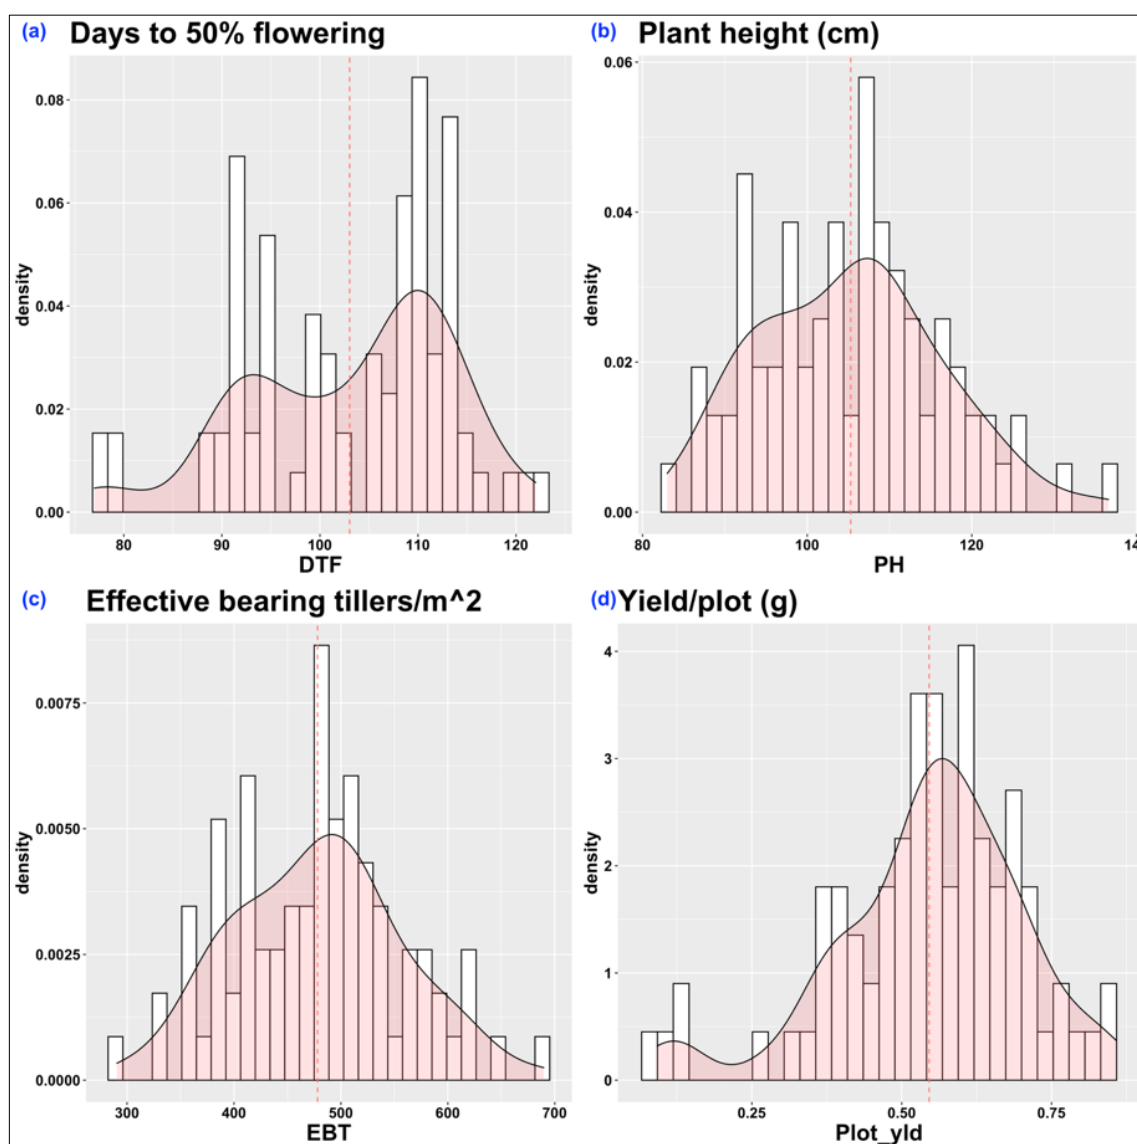 (a) Days to 50% flowering
density
0.08
0.06
0.04
0.02
0.00
80 90 100 110 120
DTF
(b) Plant height (cm)
density
0.06
0.04
0.02
0.00
80 100 120 14
PH
(c) Effective bearing tillers/m^2
density
0.0075
0.0050
0.0025
0.0000
300 400 500 600 700
EBT
(d) Yield/plot (g)
density
4
3
2
1
0
0.25 0.50 0.75
Plot_yld